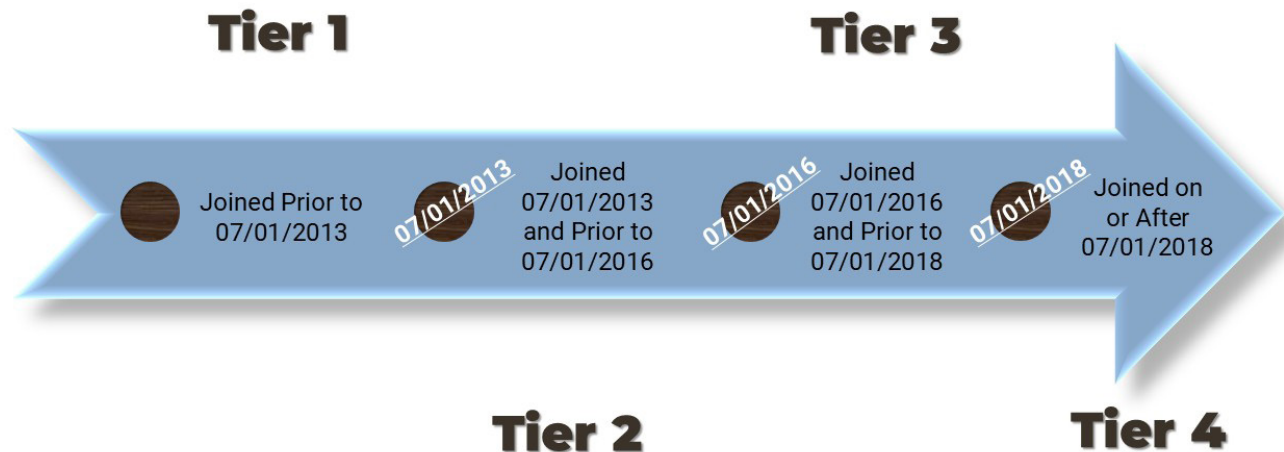 Tier 1
Tier 3
Joined Prior to
07/01/2013
07/01/2013
Joined
07/01/2013
and Prior to
07/01/2016
07/01/2016
Joined
07/01/2016
and Prior to
07/01/2018
07/01/2018
Joined on
or After
07/01/2018
Tier 2
Tier 4